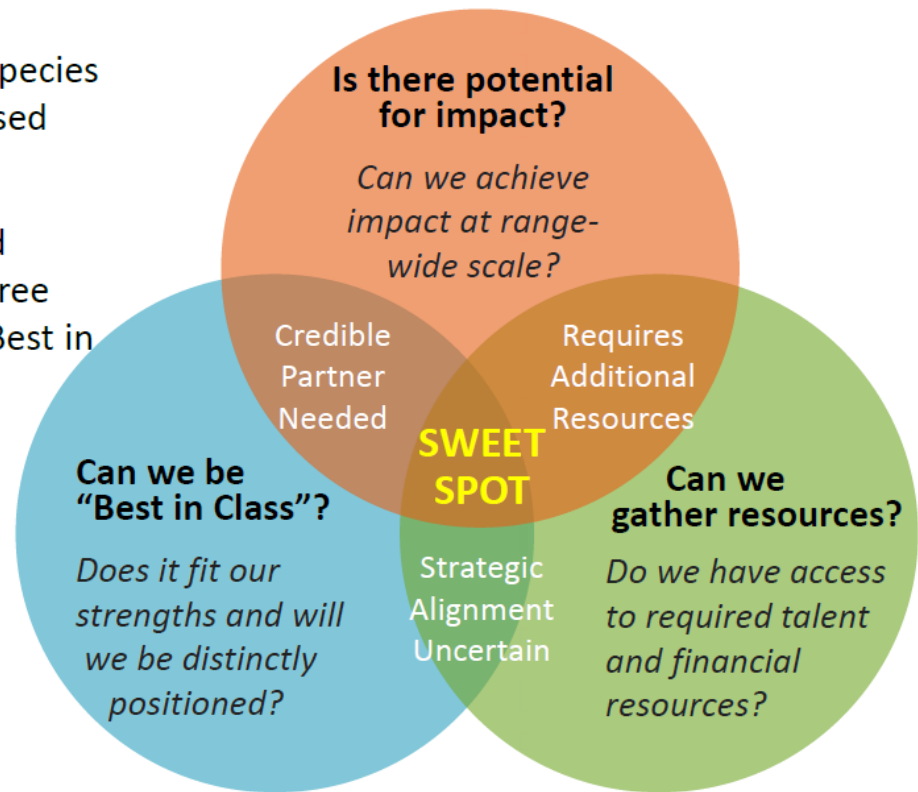 pecies
sed
d
ree
Best in
Is there potential
for impact?
Can we achieve
impact at range-
wide scale?
Credible
Partner
Needed
Requires
Additional
Resources
SWEET
SPOT
Can we be
“Best in Class”?
Does it fit our
strengths and will
we be distinctly
positioned?
Can we
gather resources?
Do we have access
to required talent
and financial
resources?
Strategic
Alignment
Uncertain